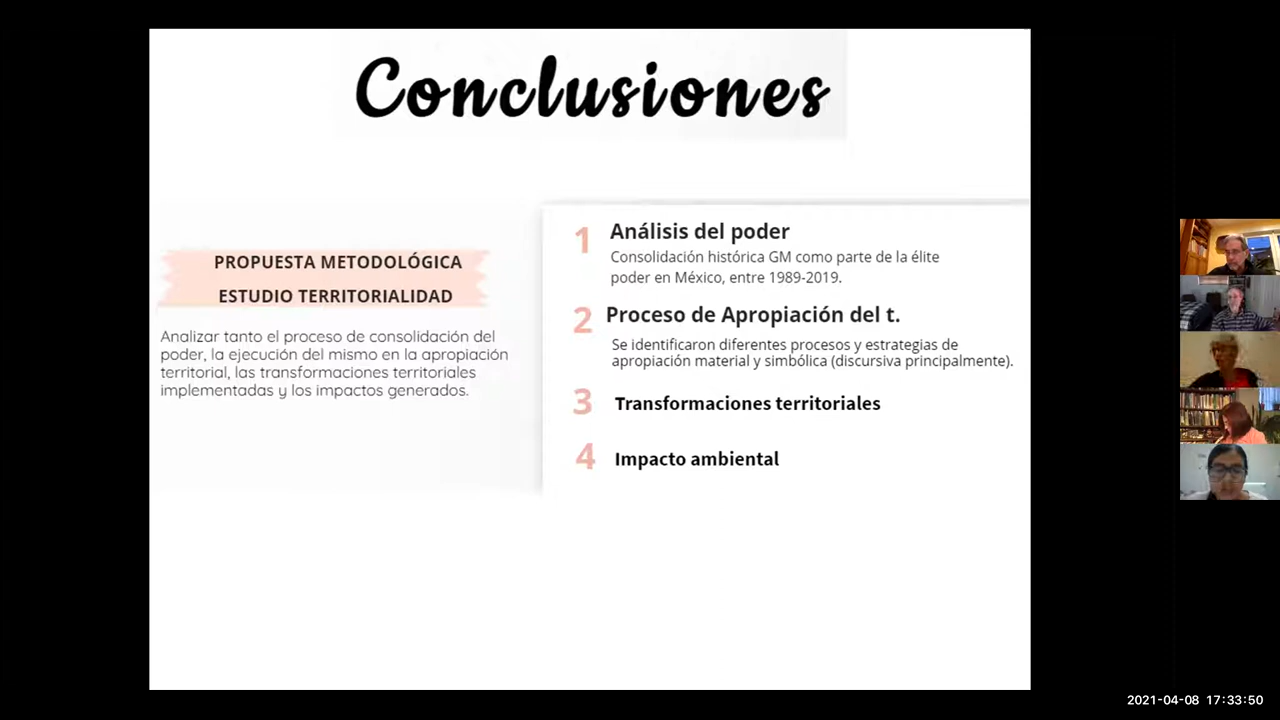 Conclusiones
PROPUESTA METODOLÓGICA
ESTUDIO TERRITORIALIDAD
Analizar tanto el proceso de consolidación del
poder, la ejecución del mismo en la apropiación
territorial, las transformaciones territoriales
implementadas y los impactos generados.
1 Análisis del poder
Consolidación histórica GM como parte de la élite
poder en México, entre 1989-2019.
2 Proceso de Apropiación del t.
Se identificaron diferentes procesos y estrategias de
apropiación material y simbólica (discursiva principalmente).
3 Transformaciones territoriales
4 Impacto ambiental
2021-04-08 17:33:50